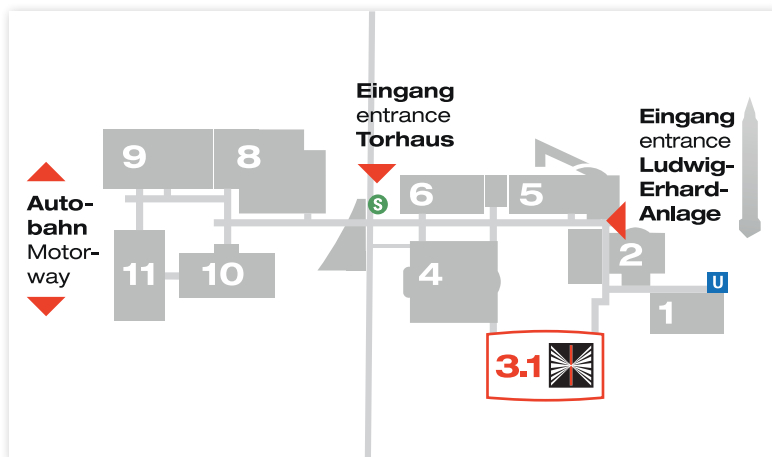 Eingang
entrance
Torhaus
Eingang
entrance
Ludwig-
Erhard-
Anlage
9
8
6
5
S
Auto-
bahn
Motor-
way
11
10
4
2
U
1
3.1